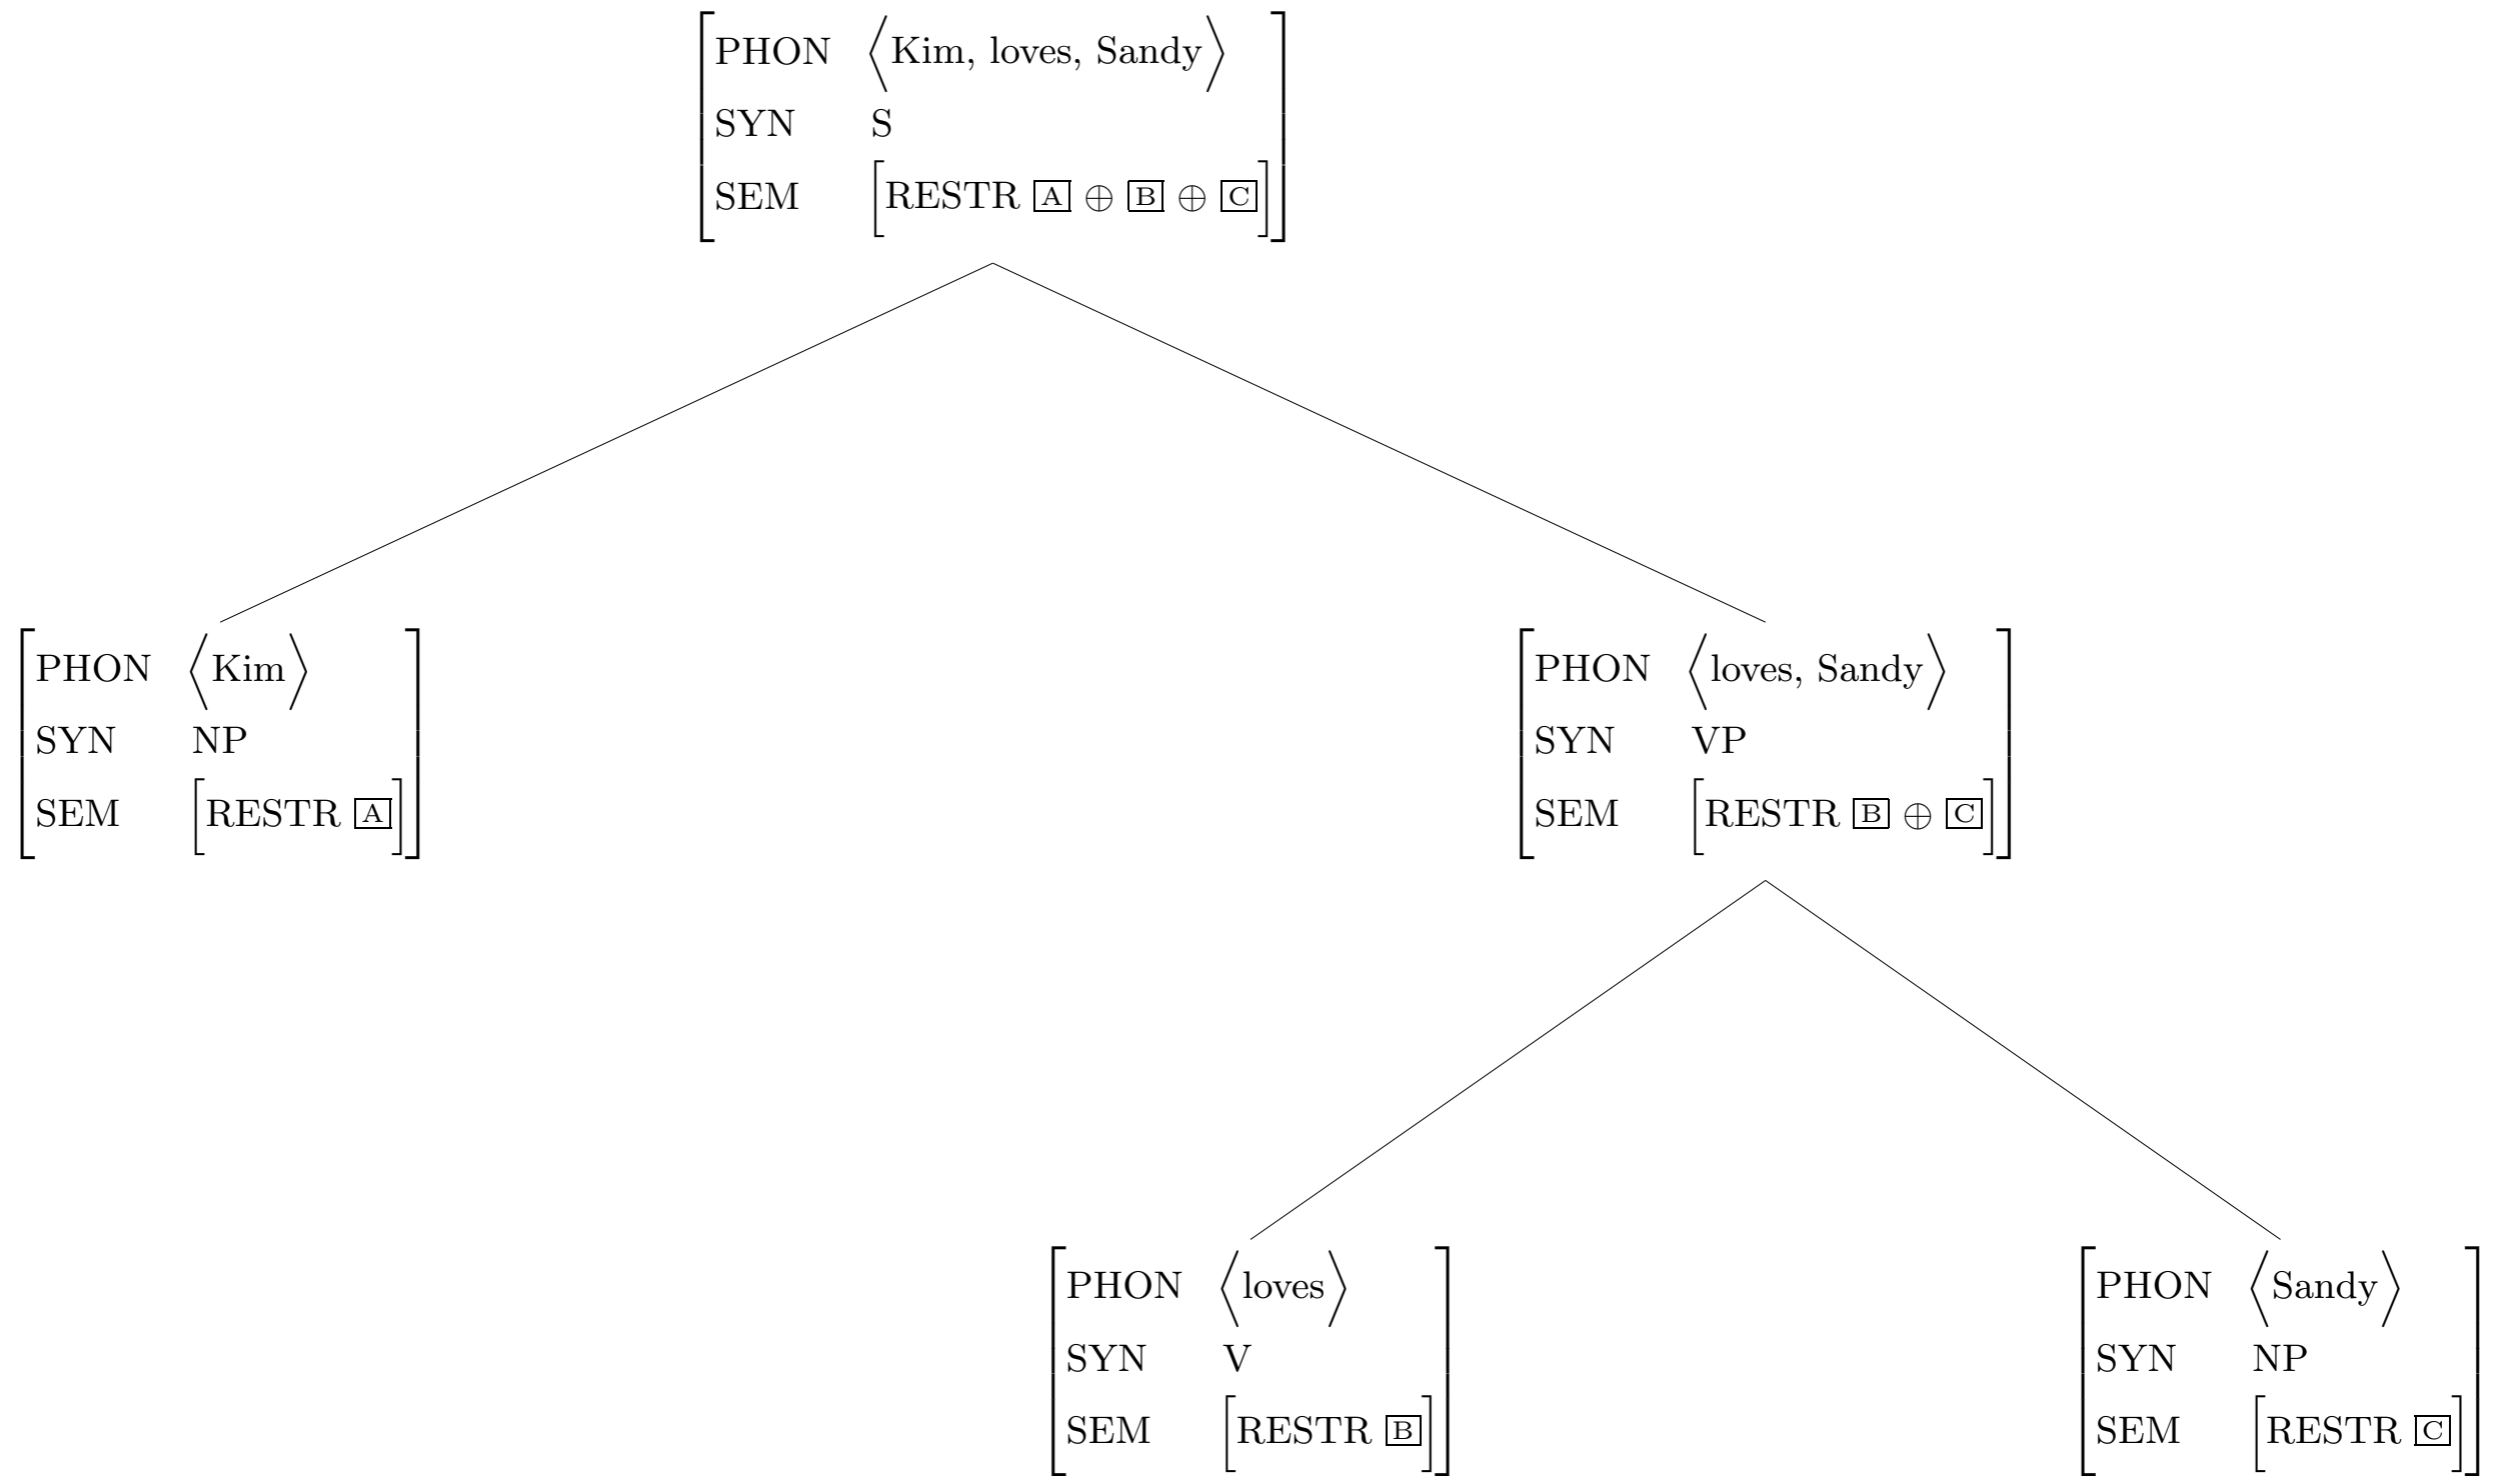 PHON ⟨Kim, loves, Sandy⟩
SYN S
SEM [RESTR A ⊕ B ⊕ C]
PHON ⟨Kim⟩
SYN NP
SEM [RESTR A]
PHON ⟨loves, Sandy⟩
SYN VP
SEM [RESTR B ⊕ C]
PHON ⟨loves⟩
SYN V
SEM [RESTR B]
PHON ⟨Sandy⟩
SYN NP
SEM [RESTR C]